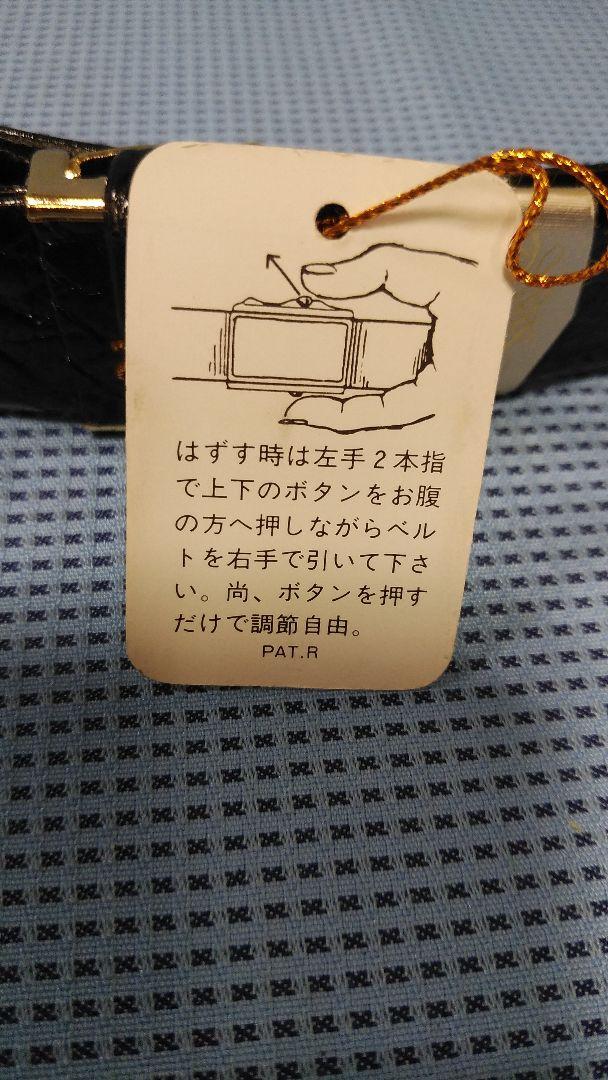 はずす時は左手2本指
で上下のボタンをお腹
の方へ押しながらベル
トを右手で引いて下さ
い。尚、ボタンを押す
だけで調節自由。
PAT.R